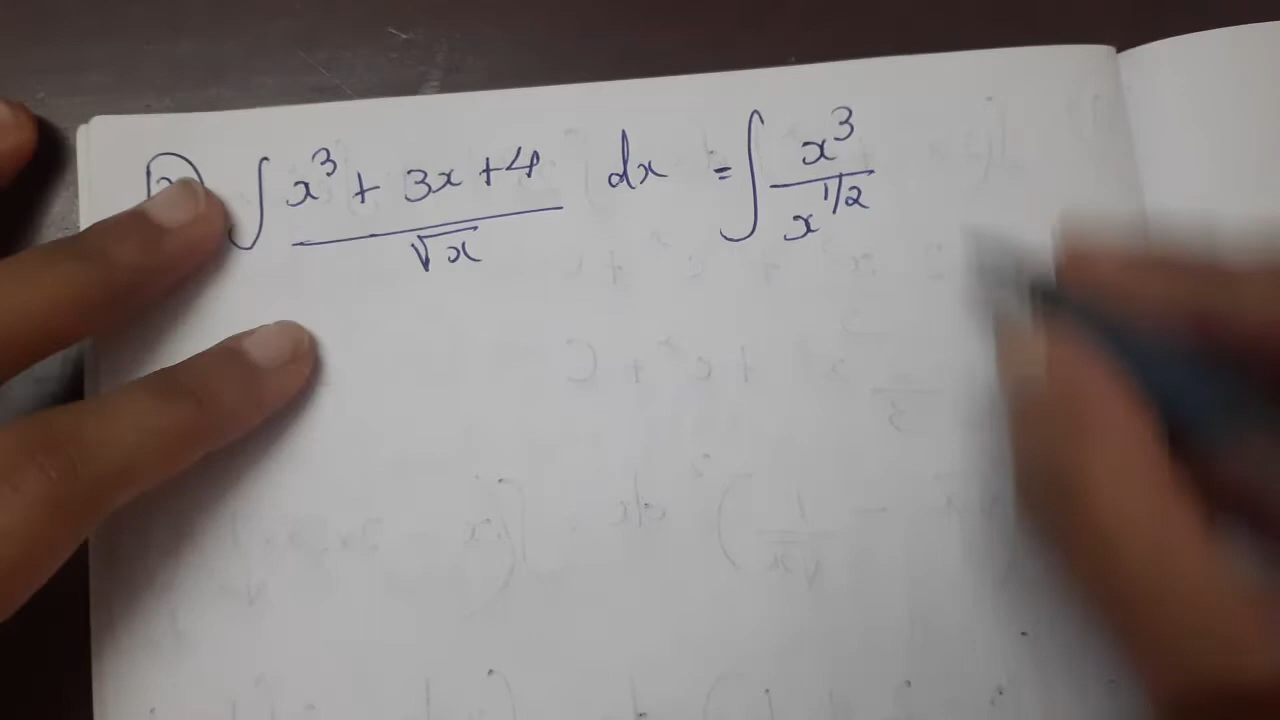 ∫ x³ + 3x + 4 / √x dx = ∫ x³ / x^1/2